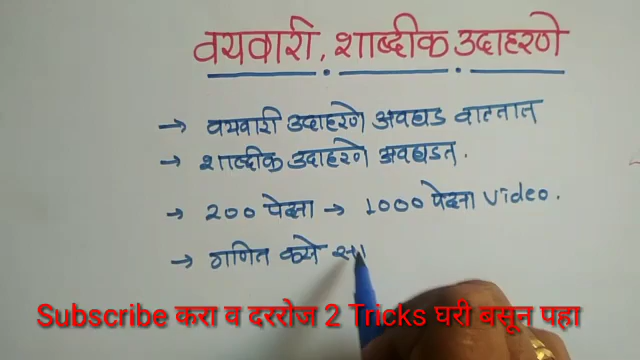 वयवारी, शाब्दीक उदाहरणे
→ वयवारी उदाहरणे अवघड वाटतात
→ शाब्दीक उदाहरणे अवघडत.
→ 200 पेक्षा → 1000 पेक्षा Video.
→ गणित कसे
Subscribe करा व दररोज 2 Tricks घरी बसून पहा